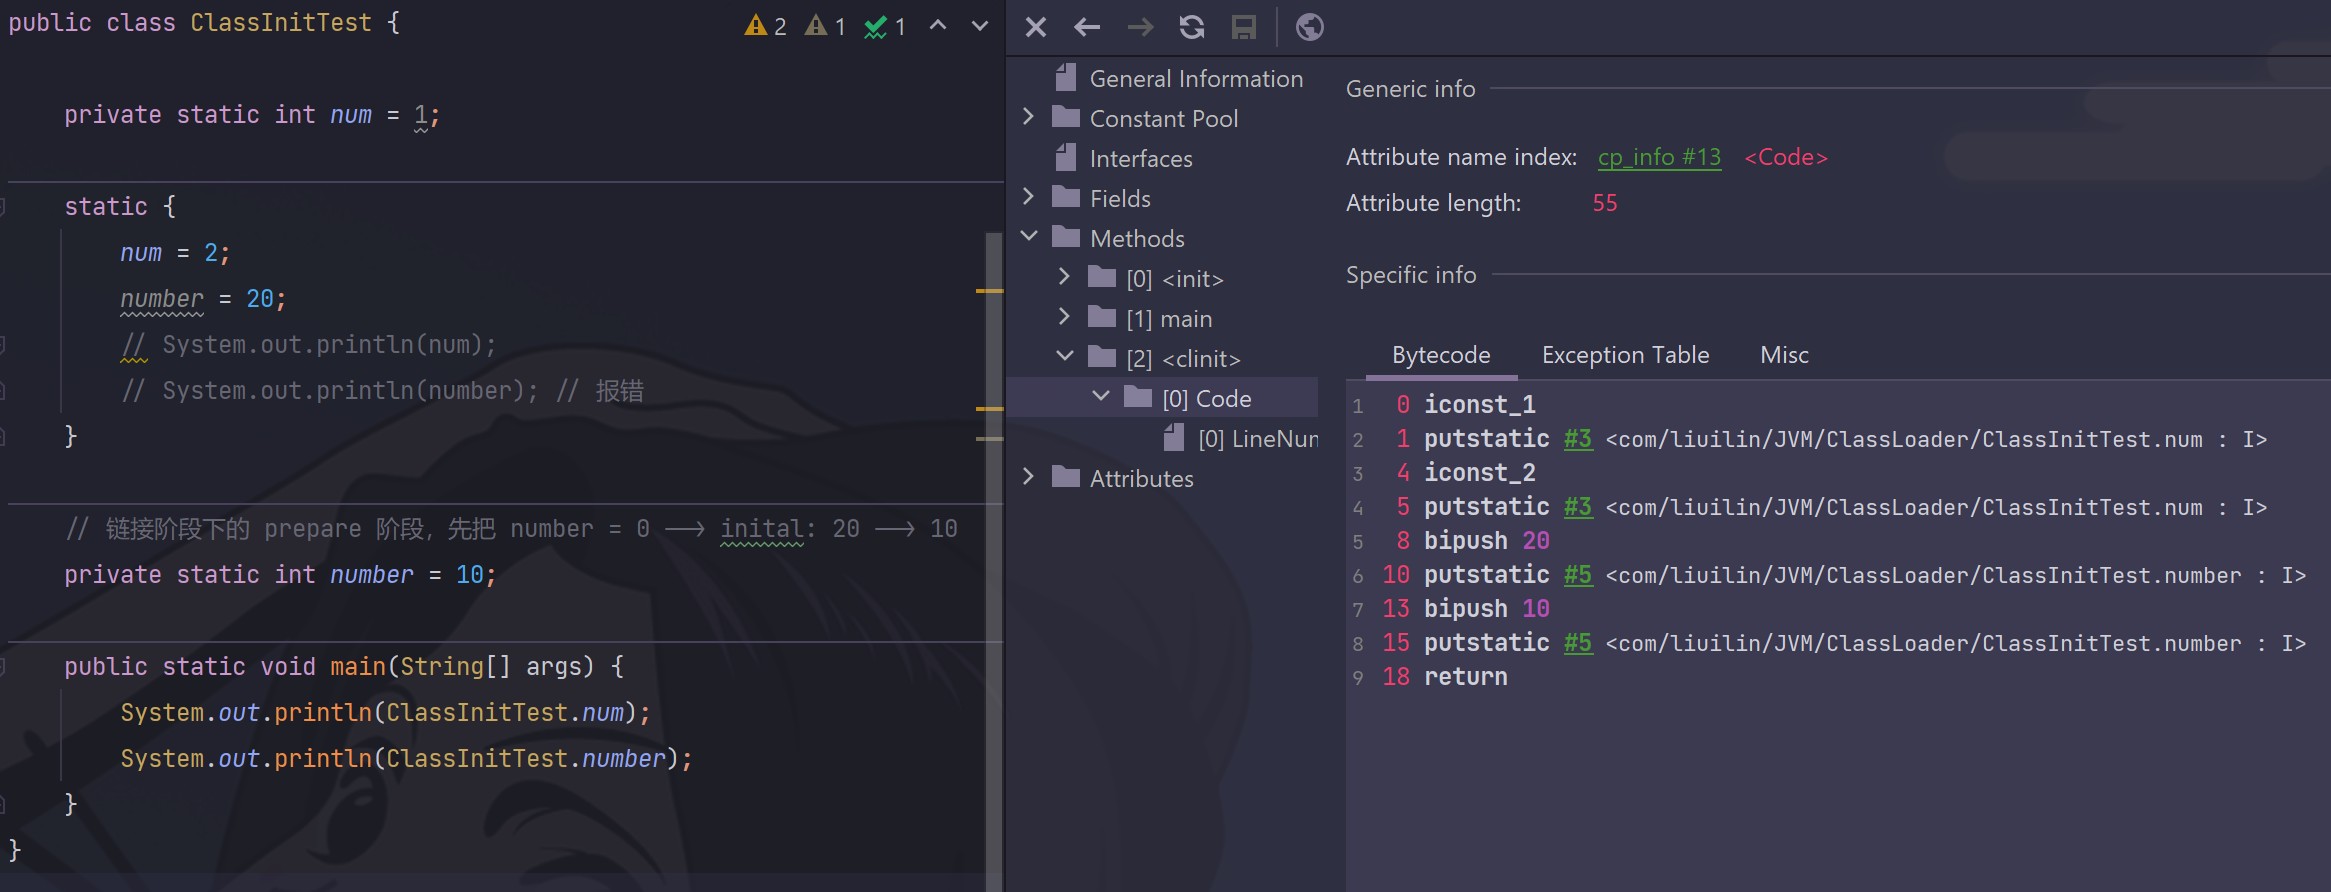 public class ClassInitTest {
2 1 1
private static int num = 1;
static {
num = 2;
number = 20;
// System.out.println(num);
// System.out.println(number); // 报错
}
// 链接阶段下的 prepare 阶段，先把 number = 0 —> inital: 20 —> 10
private static int number = 10;
public static void main(String[] args) {
System.out.println(ClassInitTest.num);
System.out.println(ClassInitTest.number);
}
}
General Information
Constant Pool
Interfaces
Fields
Methods
[0] <init>
[1] main
[2] <clinit>
[0] Code
[0] LineNun
Attributes
Generic info
Attribute name index: cp_info #13 <Code>
Attribute length: 55
Specific info
Bytecode Exception Table Misc
1 0 iconst_1
2 1 putstatic #3 <com/liuilin/JVM/ClassLoader/ClassInitTest.num : I>
3 4 iconst_2
4 5 putstatic #3 <com/liuilin/JVM/ClassLoader/ClassInitTest.num : I>
5 8 bipush 20
6 10 putstatic #5 <com/liuilin/JVM/ClassLoader/ClassInitTest.number : I>
7 13 bipush 10
8 15 putstatic #5 <com/liuilin/JVM/ClassLoader/ClassInitTest.number : I>
9 18 return